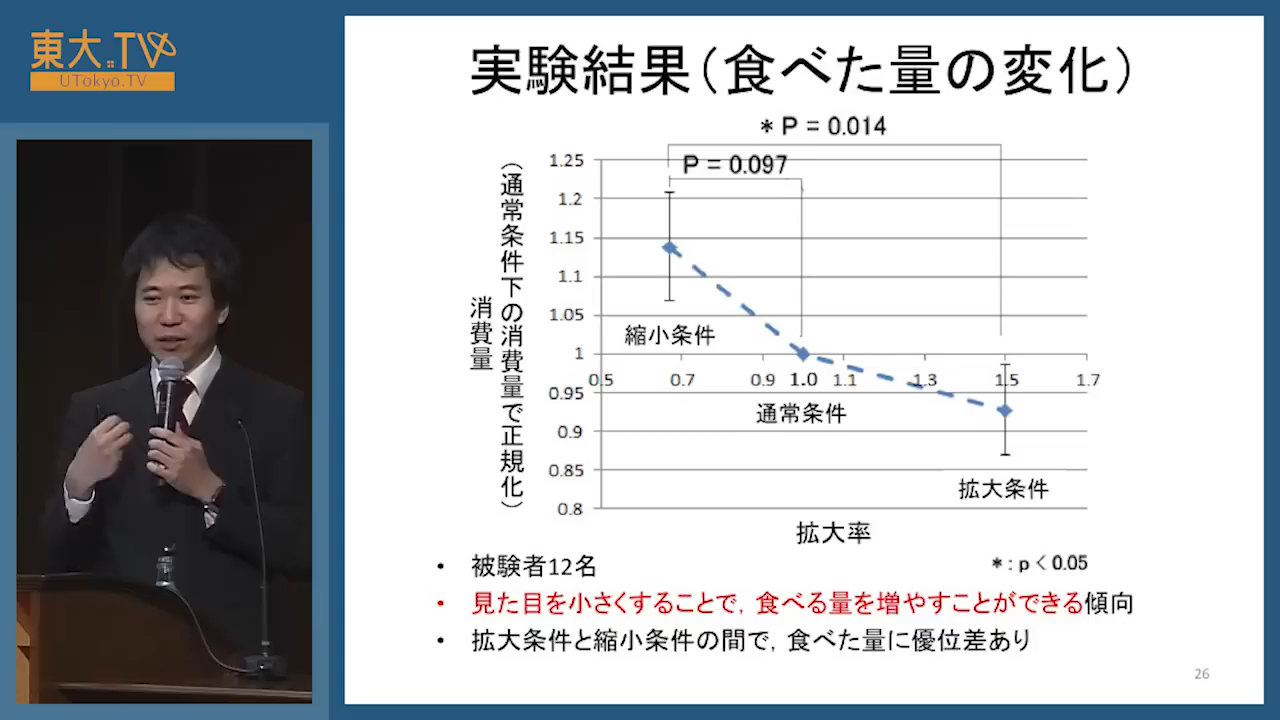 東大.TV
UTokyo.TV
実験結果（食べた量の変化）
* P = 0.014
P = 0.097
（通常条件下の消費量で正規化）
消費量
1.25
1.2
1.15
1.1
1.05
1
0.95
0.9
0.85
0.8
0.5 0.7 0.9 1.0 1.1 1.3 1.5 1.7
縮小条件
通常条件
拡大条件
拡大率
* : p < 0.05
• 被験者12名
• 見た目を小さくすることで，食べる量を増やすことができる傾向
• 拡大条件と縮小条件の間で，食べた量に優位差あり
26